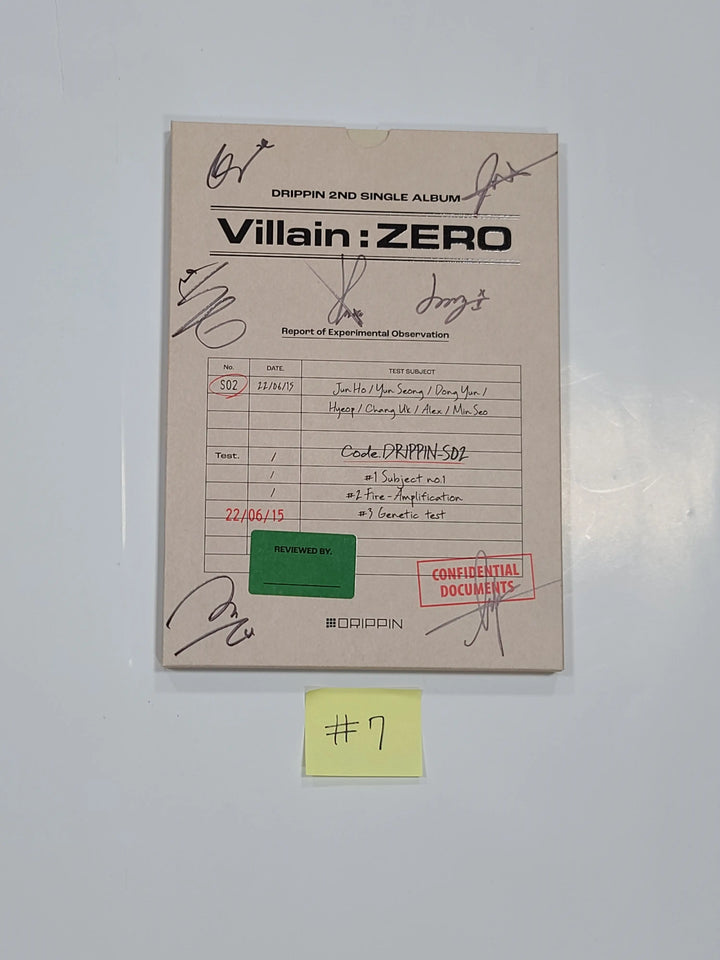 DRIPPIN 2ND SINGLE ALBUM
Villain : ZERO
Report of Experimental Observation
No. DATE. TEST SUBJECT
S02 22/06/15 Jun Ho / Yun Seong / Dong Yun /
Hyeop / Chang Uk / Alex / Min Seo
Test. / Code.DRIPPIN-S02
/ #1 Subject no.1
/ #2 Fire-Amplification
22/06/15 #3 Genetic test
REVIEWED BY.
CONFIDENTIAL
DOCUMENTS
DRIPPIN
#7